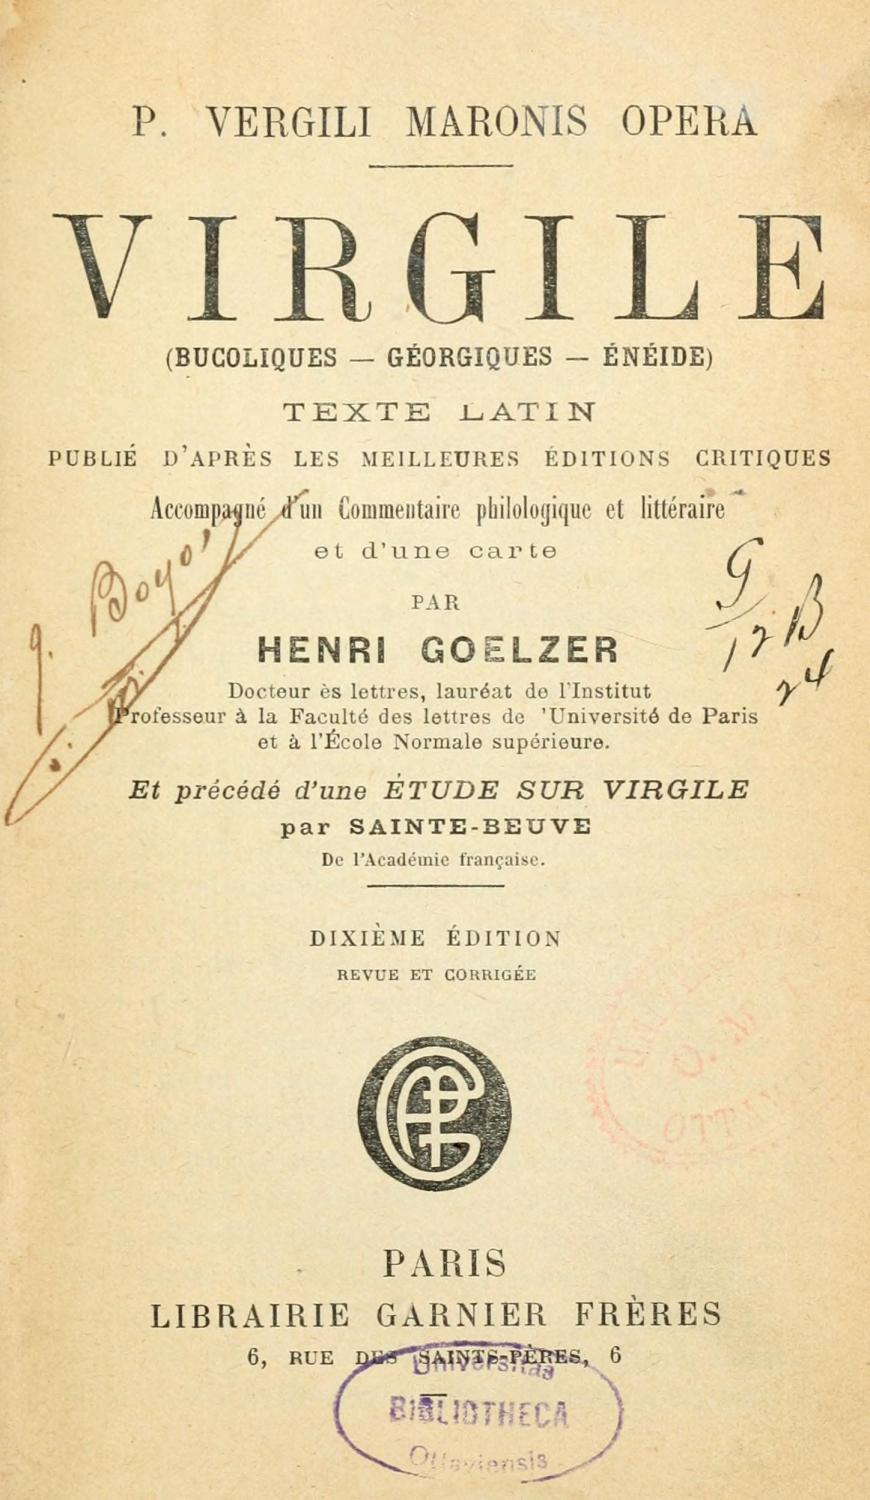 P. VERGILI MARONIS OPERA
VIRGILE
(BUCOLIQUES — GÉORGIQUES — ÉNÉIDE)
TEXTE LATIN
PUBLIÉ D'APRÈS LES MEILLEURES ÉDITIONS CRITIQUES
Accompagné d'un Commentaire philologique et littéraire
et d'une carte
PAR
HENRI GOELZER
Docteur ès lettres, lauréat de l'Institut
Professeur à la Faculté des lettres de 'Université de Paris
et à l'École Normale supérieure.
Et précédé d'une ÉTUDE SUR VIRGILE
par SAINTE-BEUVE
De l'Académie française.
DIXIÈME ÉDITION
REVUE ET CORRIGÉE
O. M. I.
PARIS
LIBRAIRIE GARNIER FRÈRES
6, RUE DES SAINTS-PÈRES, 6
Universitas
BIBLIOTHECA
Ottaviensis